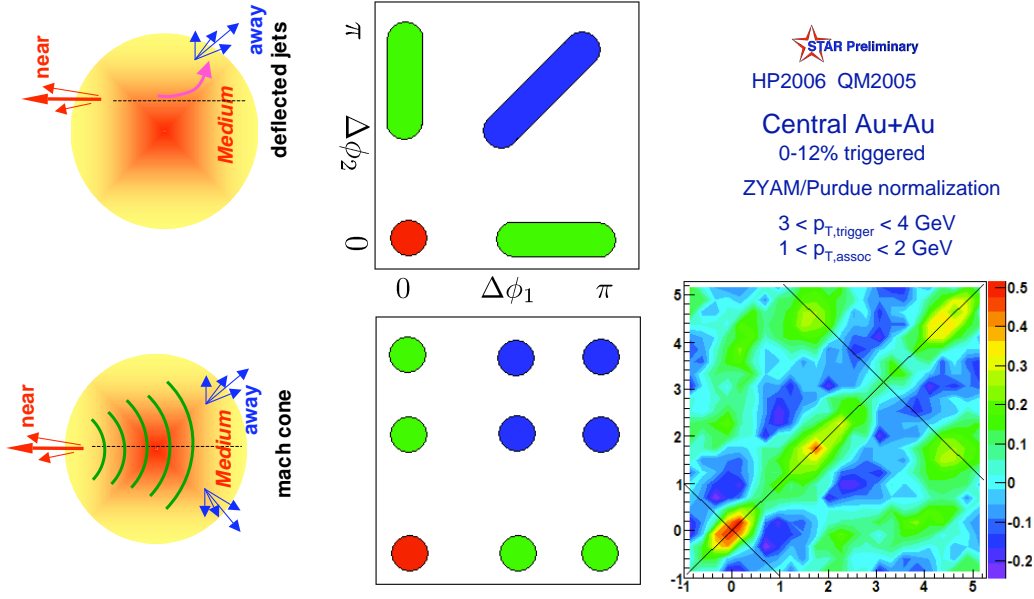 near
away
deflected jets
Medium
π
Δϕ₂
0
0
Δϕ₁
π
STAR Preliminary
HP2006 QM2005
Central Au+Au
0-12% triggered
ZYAM/Purdue normalization
3 < p_T,trigger < 4 GeV
1 < p_T,assoc < 2 GeV
near
away
mach cone
Medium
5
4
3
2
1
0
-1
-1
0
1
2
3
4
5
0.5
0.4
0.3
0.2
0.1
0
-0.1
-0.2